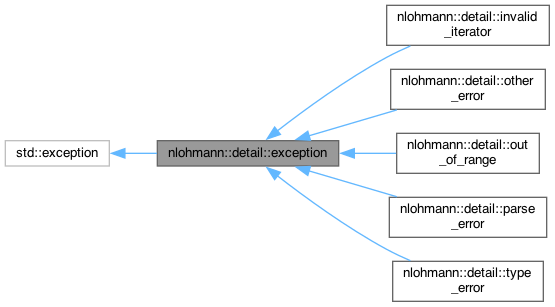 nlohmann::detail::invalid
_iterator
nlohmann::detail::other
_error
std::exception
nlohmann::detail::exception
nlohmann::detail::out
_of_range
nlohmann::detail::parse
_error
nlohmann::detail::type
_error